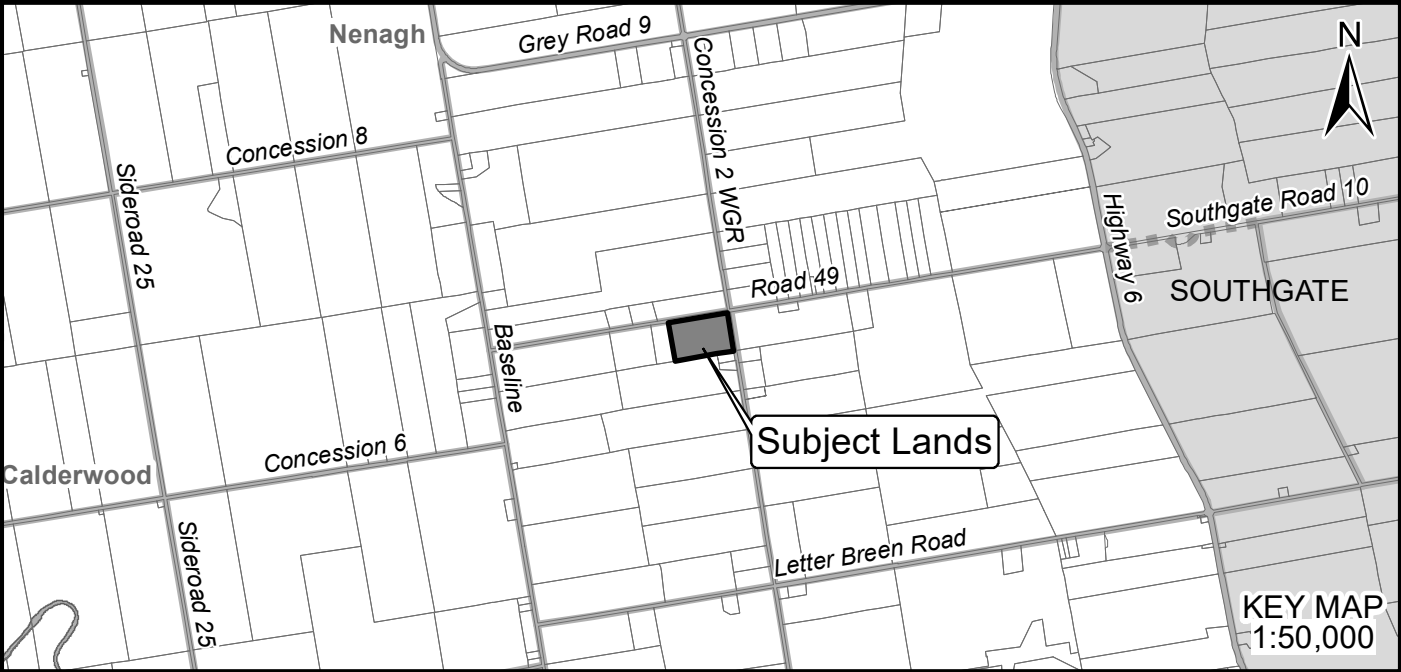 Nenagh
Grey Road 9
N
Concession 2 WGR
Concession 8
Sideroad 25
Highway 6
Southgate Road 10
Road 49
SOUTHGATE
Baseline
Subject Lands
Concession 6
Calderwood
Sideroad 25
Letter Breen Road
KEY MAP
1:50,000